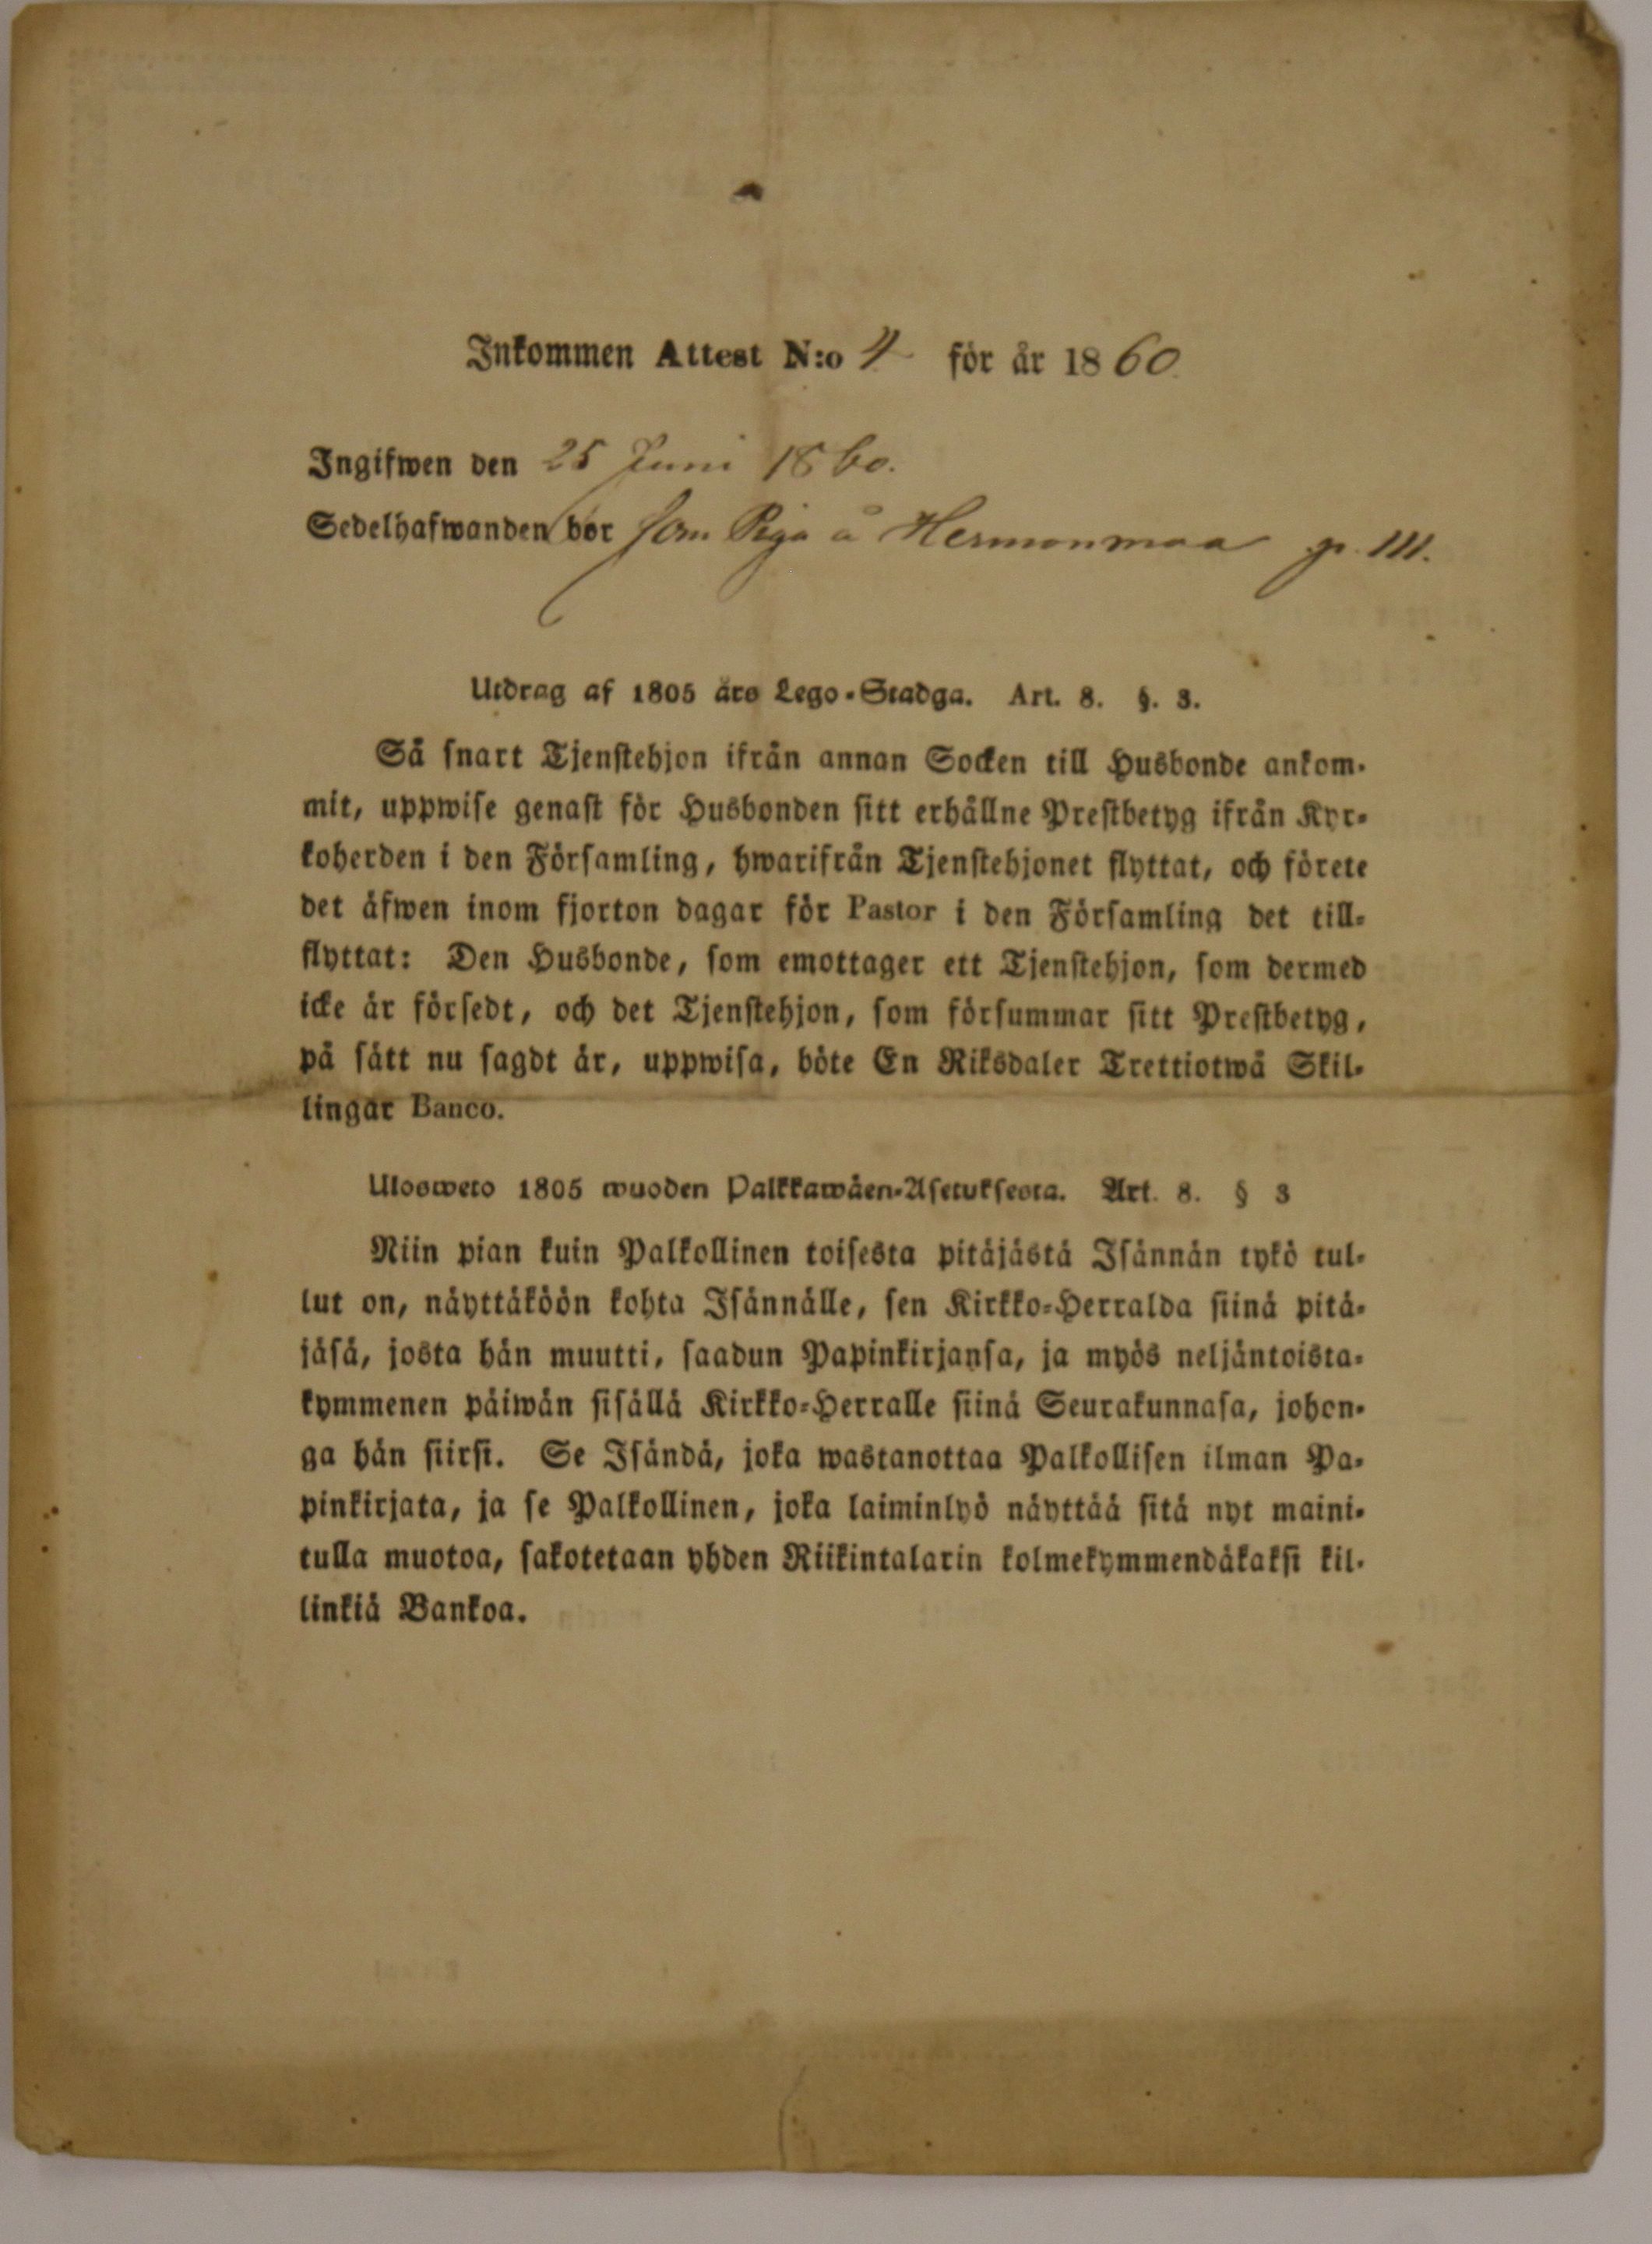 Inkommen Attest N:o 4 för år 1860
Ingifwen den 25 Juni 1860.
Sedelhafwanden bor som Piga å Hermonmaa p. 111.
Utdrag af 1805 års Lego-Stadga. Art. 8. §. 3.
Så snart Tjenstehjon ifrån annan Socken till Husbonde ankom-
mit, uppwise genast för Husbonden sitt erhållne Prestbetyg ifrån Kyr-
koherden i den Församling, hwarifrån Tjenstehjonet flyttat, och förete
det äfwen inom fjorton dagar för Pastor i den Församling det till-
flyttat: Den Husbonde, som emottager ett Tjenstehjon, som dermed
icke är försedt, och det Tjenstehjon, som försummar sitt Prestbetyg,
på sätt nu sagdt är, uppwisa, böte En Riksdaler Trettiotwå Skil-
lingar Banco.
Ulosweto 1805 wuoden Palkkawäen-Asetuksesta. Art. 8. § 3
Niin pian kuin Palkollinen toisesta pitäjästä Isännän tykö tul-
lut on, näyttäköön kohta Isännälle, sen Kirkko-Herralda siinä pitä-
jäsä, josta hän muutti, saadun Papinkirjansa, ja myös neljäntoista-
kymmenen päiwän sisällä Kirkko-Herralle siinä Seurakunnasa, johon-
ga hän siirsi. Se Isändä, joka wastanottaa Palkollisen ilman Pa-
pinkirjata, ja se Palkollinen, joka laiminlyö näyttää sitä nyt maini-
tulla muotoa, sakotetaan yhden Riikintalarin kolmekymmendäkaksi kil-
linkiä Bankoa.